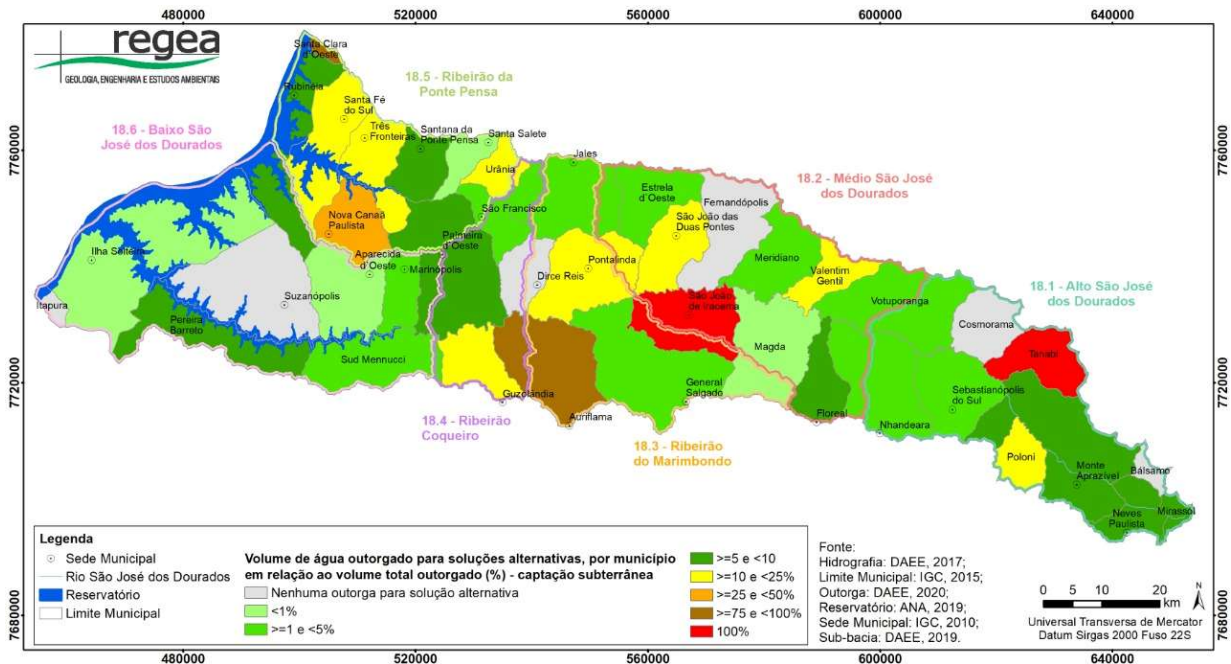 480000
520000
560000
600000
640000
regea
GEOLOGIA, ENGENHARIA E ESTUDOS AMBIENTAIS
Santa Clara
d'Oeste
18.5 - Ribeirão da
Ponte Pensa
Rubineia
Santa Fé
do Sul
Três
Fronteiras
Santana da
Ponte Pensa
Santa Salete
18.6 - Baixo São
José dos Dourados
Urânia
Jales
7760000
7760000
18.2 - Médio São José
dos Dourados
Estrela
d'Oeste
Fernandópolis
São Francisco
Nova Canaã
Paulista
São João das
Duas Pontes
Palmeira
d'Oeste
Ilha Solteira
Aparecida
d'Oeste
Marinópolis
Dirce Reis
Pontalinda
Meridiano
Valentim
Gentil
18.1 - Alto São José
dos Dourados
Itapura
Suzanópolis
São João
de Iracema
Votuporanga
Cosmorama
Pereira
Barreto
Sud Mennucci
Magda
Tanabi
7720000
7720000
Guzolândia
General
Salgado
Sebastianópolis
do Sul
18.4 - Ribeirão
Coqueiro
Auriflama
Floreal
Nhandeara
18.3 - Ribeirão
do Marimbondo
Poloni
Monte
Aprazível
Bálsamo
Neves
Paulista
Mirassol
Legenda
Sede Municipal
Rio São José dos Dourados
Reservatório
Limite Municipal
Volume de água outorgado para soluções alternativas, por município
em relação ao volume total outorgado (%) - captação subterrânea
Nenhuma outorga para solução alternativa
<1%
>=1 e <5%
>=5 e <10
>=10 e <25%
>=25 e <50%
>=75 e <100%
100%
Fonte:
Hidrografia: DAEE, 2017;
Limite Municipal: IGC, 2015;
Outorga: DAEE, 2020;
Reservatório: ANA, 2019;
Sede Municipal: IGC, 2010;
Sub-bacia: DAEE, 2019.
0 5 10 20
km
N
Universal Transversa de Mercator
Datum Sirgas 2000 Fuso 22S
7680000
7680000
480000
520000
560000
600000
640000